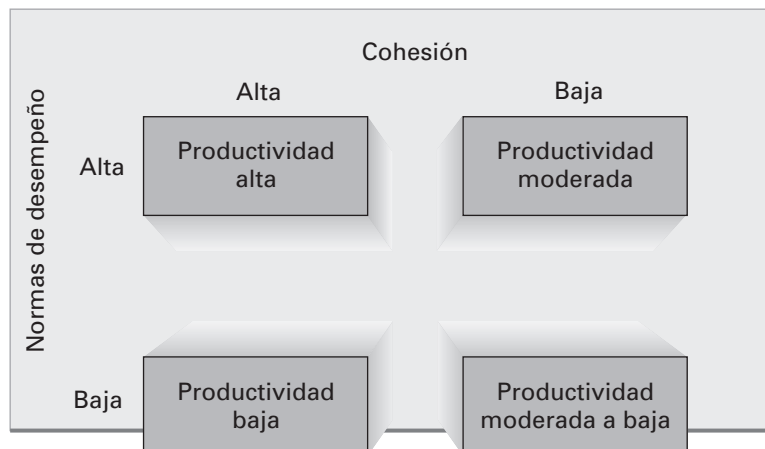 Cohesión
Alta
Baja
Normas de desempeño
Alta
Productividad
alta
Productividad
moderada
Baja
Productividad
baja
Productividad
moderada a baja